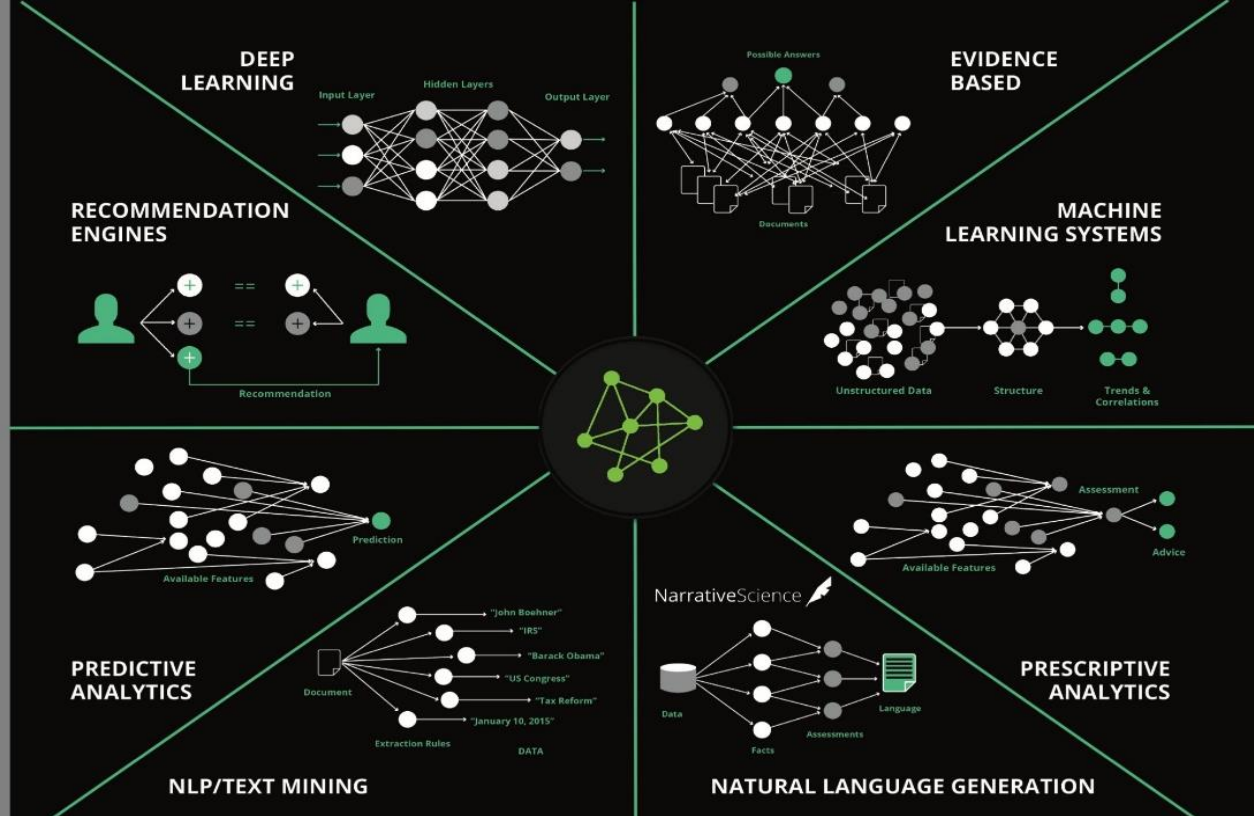 DEEP
LEARNING
Input Layer
Hidden Layers
Output Layer
Possible Answers
Documents
EVIDENCE
BASED
RECOMMENDATION
ENGINES
+ == +
+ == +
+
Recommendation
MACHINE
LEARNING SYSTEMS
Unstructured Data
Structure
Trends &
Correlations
Prediction
Available Features
PREDICTIVE
ANALYTICS
Assessment
Advice
Available Features
PRESCRIPTIVE
ANALYTICS
Document
"John Boehner"
"IRS"
"Barack Obama"
"US Congress"
"Tax Reform"
"January 10, 2015"
Extraction Rules
DATA
NLP/TEXT MINING
NarrativeScience
Data
Facts
Assessments
Language
NATURAL LANGUAGE GENERATION